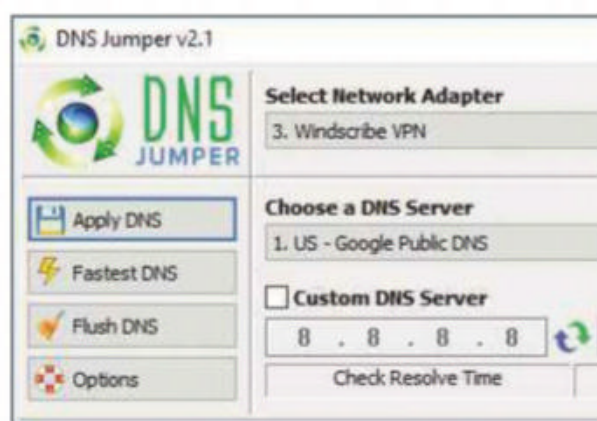 DNS Jumper v2.1
DNS
JUMPER
Select Network Adapter
3. Windscribe VPN
Apply DNS
Fastest DNS
Flush DNS
Options
Choose a DNS Server
1. US - Google Public DNS
Custom DNS Server
8 . 8 . 8 . 8
Check Resolve Time